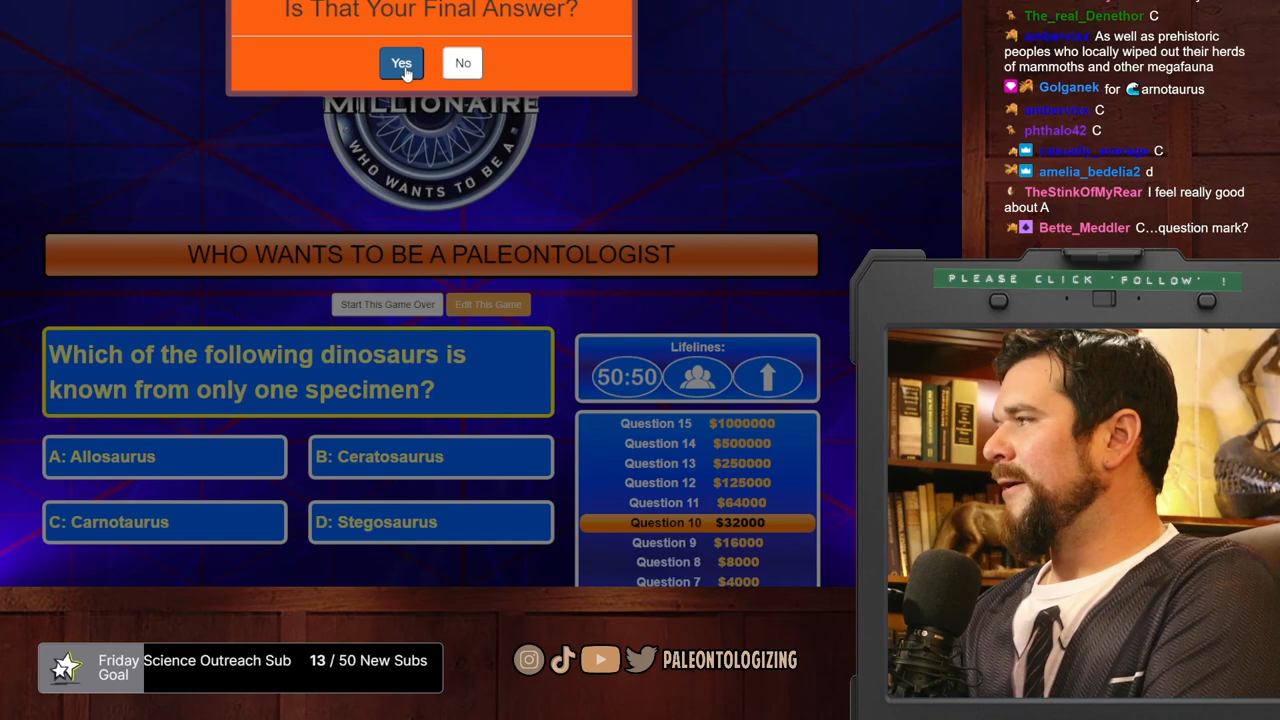 Is That Your Final Answer?
Yes
No
MILLIONAIRE
WHO WANTS TO BE A
WHO WANTS TO BE A PALEONTOLOGIST
Start This Game Over
Edit This Game
Which of the following dinosaurs is
known from only one specimen?
A: Allosaurus
B: Ceratosaurus
C: Carnotaurus
D: Stegosaurus
Lifelines:
50:50
Question 15 $1000000
Question 14 $500000
Question 13 $250000
Question 12 $125000
Question 11 $64000
Question 10 $32000
Question 9 $16000
Question 8 $8000
Question 7 $4000
The_real_Denethor C
ambervixx As well as prehistoric
peoples who locally wiped out their herds
of mammoths and other megafauna
Golganek for arnotaurus
ambervixx C
phthalo42 C
casually_average C
amelia_bedelia2 d
TheStinkOfMyRear I feel really good
about A
Bette_Meddler C…question mark?
PLEASE CLICK 'FOLLOW' !
Friday Science Outreach Sub
Goal
13 / 50 New Subs
PALEONTOLOGIZING